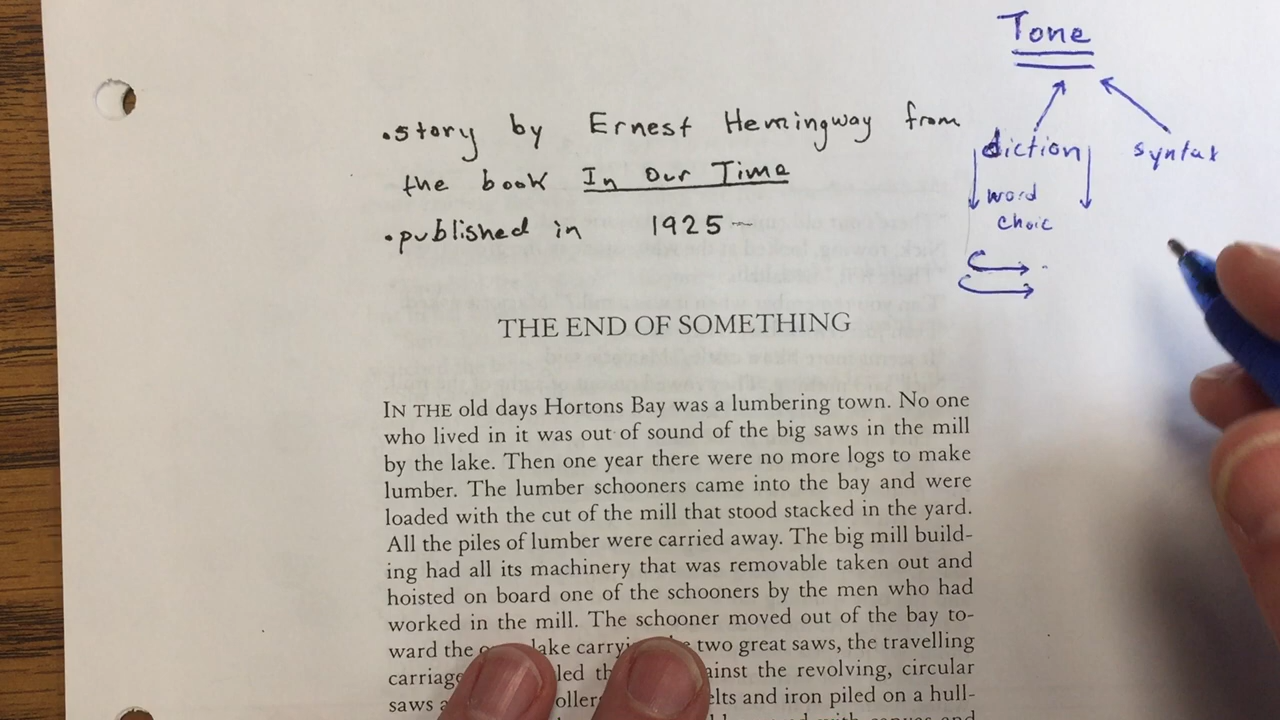 Tone
•story by Ernest Hemingway from
the book In Our Time
•published in 1925
diction
syntax
word
choic
THE END OF SOMETHING
IN THE old days Hortons Bay was a lumbering town. No one
who lived in it was out of sound of the big saws in the mill
by the lake. Then one year there were no more logs to make
lumber. The lumber schooners came into the bay and were
loaded with the cut of the mill that stood stacked in the yard.
All the piles of lumber were carried away. The big mill build-
ing had all its machinery that was removable taken out and
hoisted on board one of the schooners by the men who had
worked in the mill. The schooner moved out of the bay to-
ward the lake two great saws, the travelling
carriage the revolving, circular
saws and iron piled on a hull-